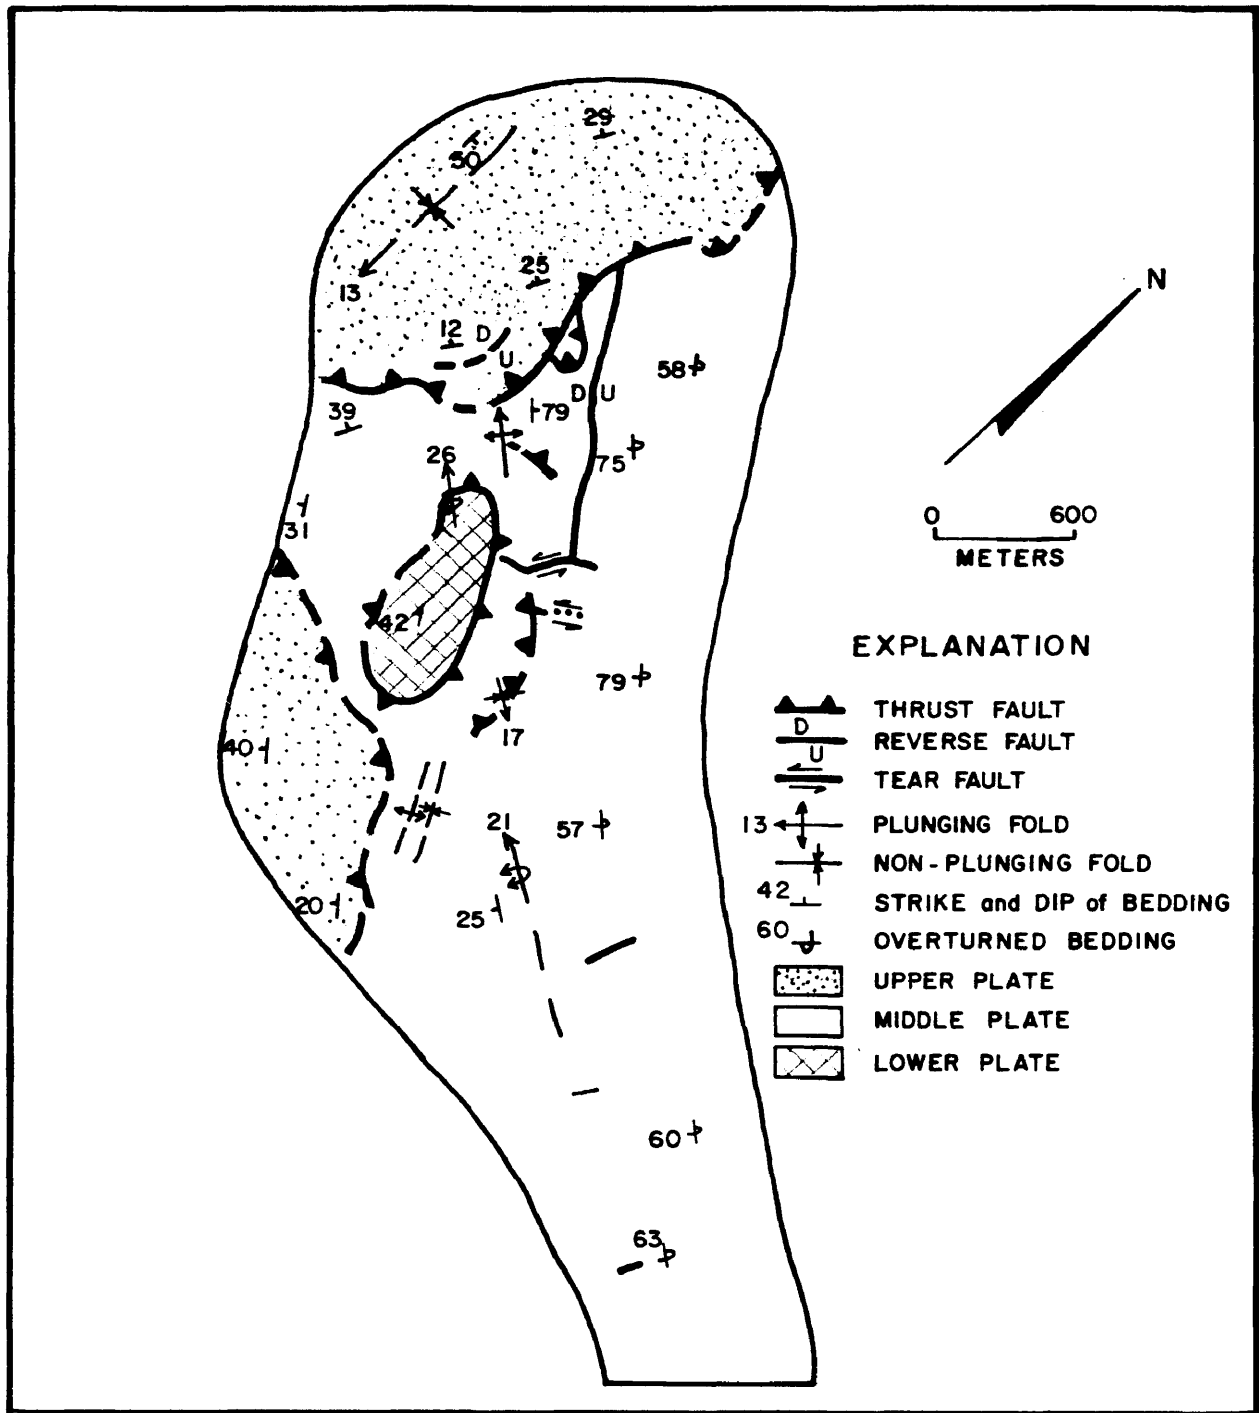 29
50
25
13
12 D
U
D U
58
39
79
26
75
31
42
79
17
40
21
57
20
25
60
63
N
0 600
METERS
EXPLANATION
THRUST FAULT
D
REVERSE FAULT
U
TEAR FAULT
13 PLUNGING FOLD
NON-PLUNGING FOLD
42 STRIKE and DIP of BEDDING
60 OVERTURNED BEDDING
UPPER PLATE
MIDDLE PLATE
LOWER PLATE